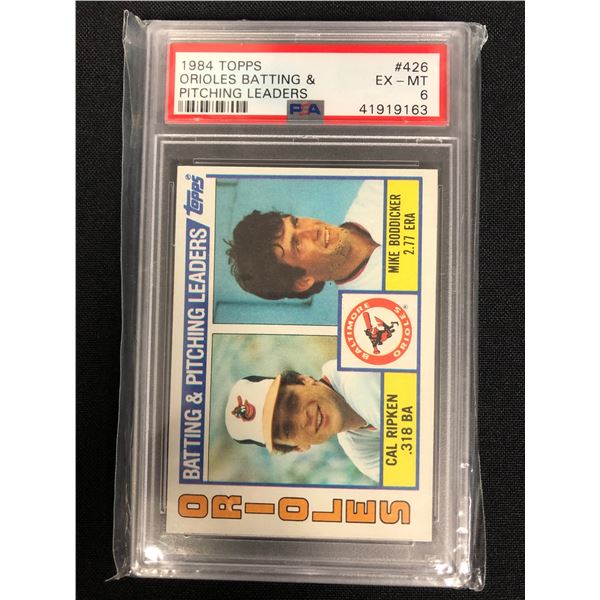 1984 TOPPS
ORIOLES BATTING &
PITCHING LEADERS
#426
EX-MT
6
PSA
41919163
Topps®
BATTING & PITCHING LEADERS
MIKE BODDICKER
2.77 ERA
BALTIMORE
ORIOLES
®
CAL RIPKEN
.318 BA
ORIOLES